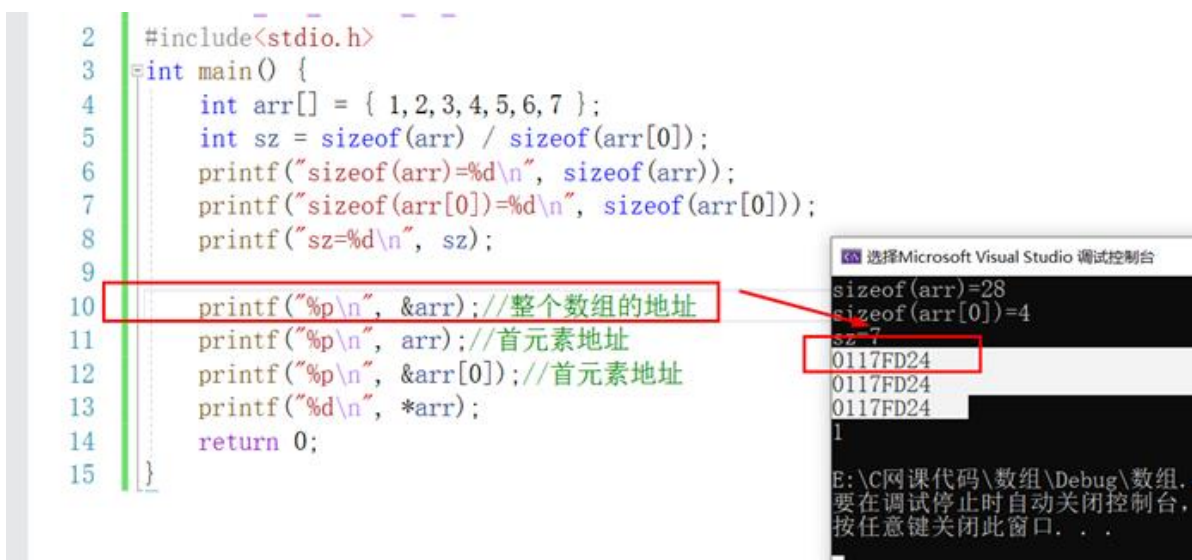 2 #include<stdio.h>
3 int main() {
4 int arr[] = { 1,2,3,4,5,6,7 };
5 int sz = sizeof(arr) / sizeof(arr[0]);
6 printf("sizeof(arr)=%d\n", sizeof(arr));
7 printf("sizeof(arr[0])=%d\n", sizeof(arr[0]));
8 printf("sz=%d\n", sz);
9
10 printf("%p\n", &arr);//整个数组的地址
11 printf("%p\n", arr);//首元素地址
12 printf("%p\n", &arr[0]);//首元素地址
13 printf("%d\n", *arr);
14 return 0;
15 }
选择Microsoft Visual Studio 调试控制台
sizeof(arr)=28
sizeof(arr[0])=4
sz=7
0117FD24
0117FD24
0117FD24
1
E:\C网课代码\数组\Debug\数组.
要在调试停止时自动关闭控制台,
按任意键关闭此窗口. . .